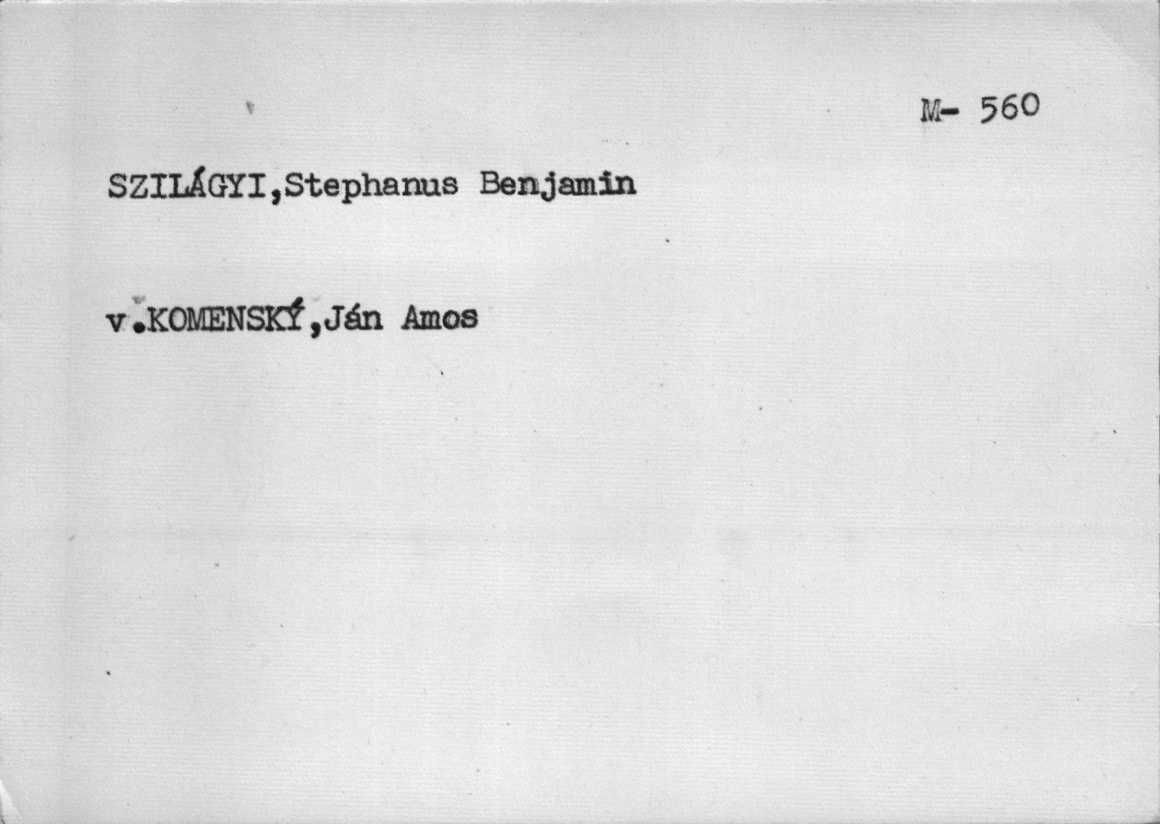 M- 560
SZILÁGYI,Stephanus Benjamin
v.KOMENSKÝ,Ján Amos